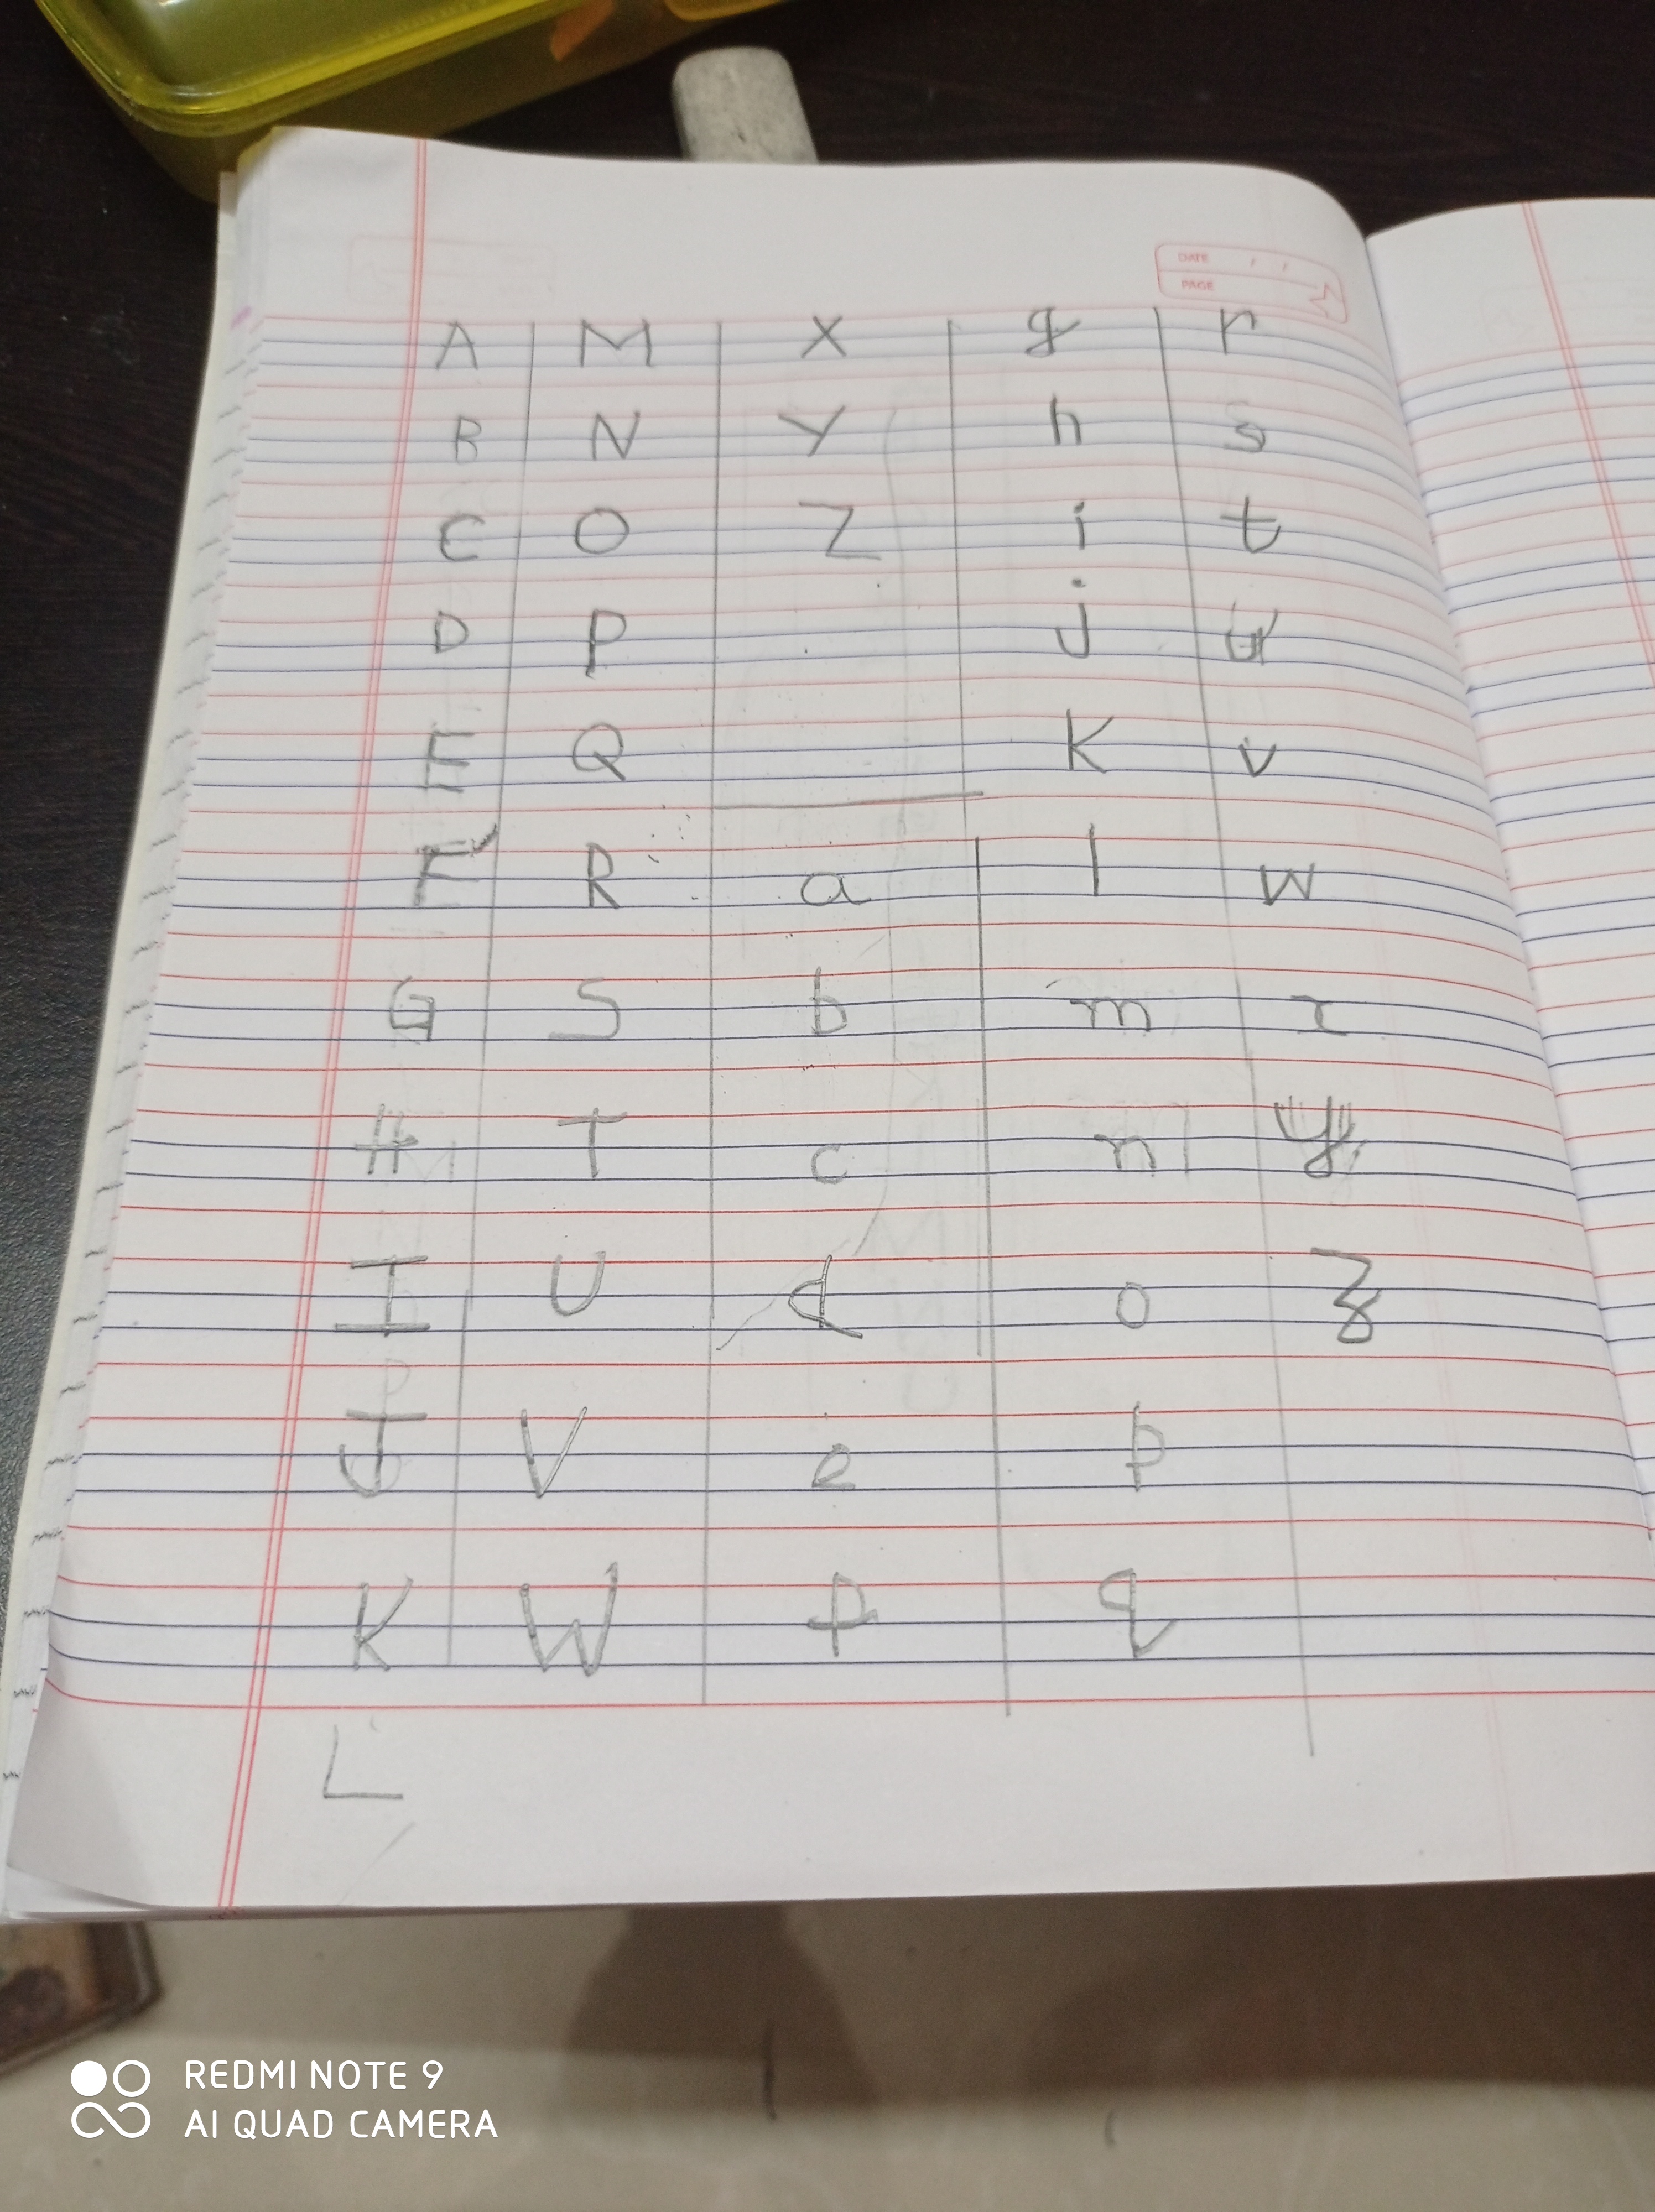 DATE
PAGE
A M X g r
B N Y h s
C O Z i t
D P j u
E Q K v
F R a l w
G S b m x
H T c n y
I U d o z
J V e p
K W f q
L
REDMI NOTE 9
AI QUAD CAMERA